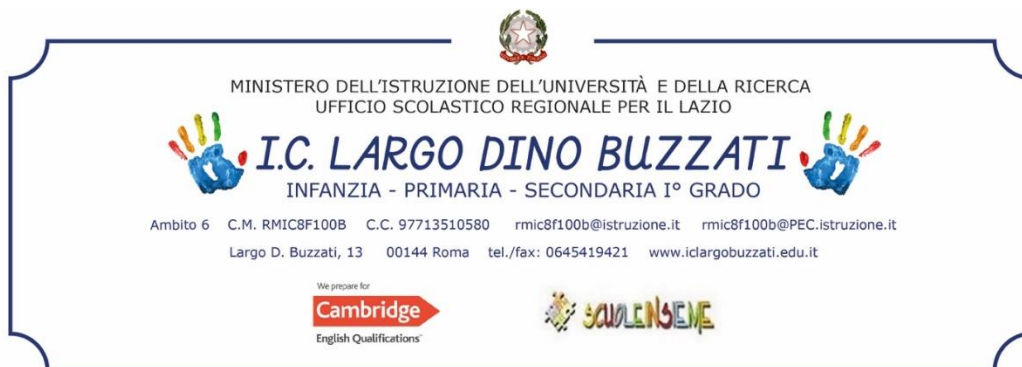 MINISTERO DELL'ISTRUZIONE DELL'UNIVERSITÀ E DELLA RICERCA
UFFICIO SCOLASTICO REGIONALE PER IL LAZIO
I.C. LARGO DINO BUZZATI
INFANZIA - PRIMARIA - SECONDARIA I° GRADO
Ambito 6 C.M. RMIC8F100B C.C. 97713510580 rmic8f100b@istruzione.it rmic8f100b@PEC.istruzione.it
Largo D. Buzzati, 13 00144 Roma tel./fax: 0645419421 www.iclargobuzzati.edu.it
We prepare for
Cambridge
English Qualifications
SCUOLEINSIEME